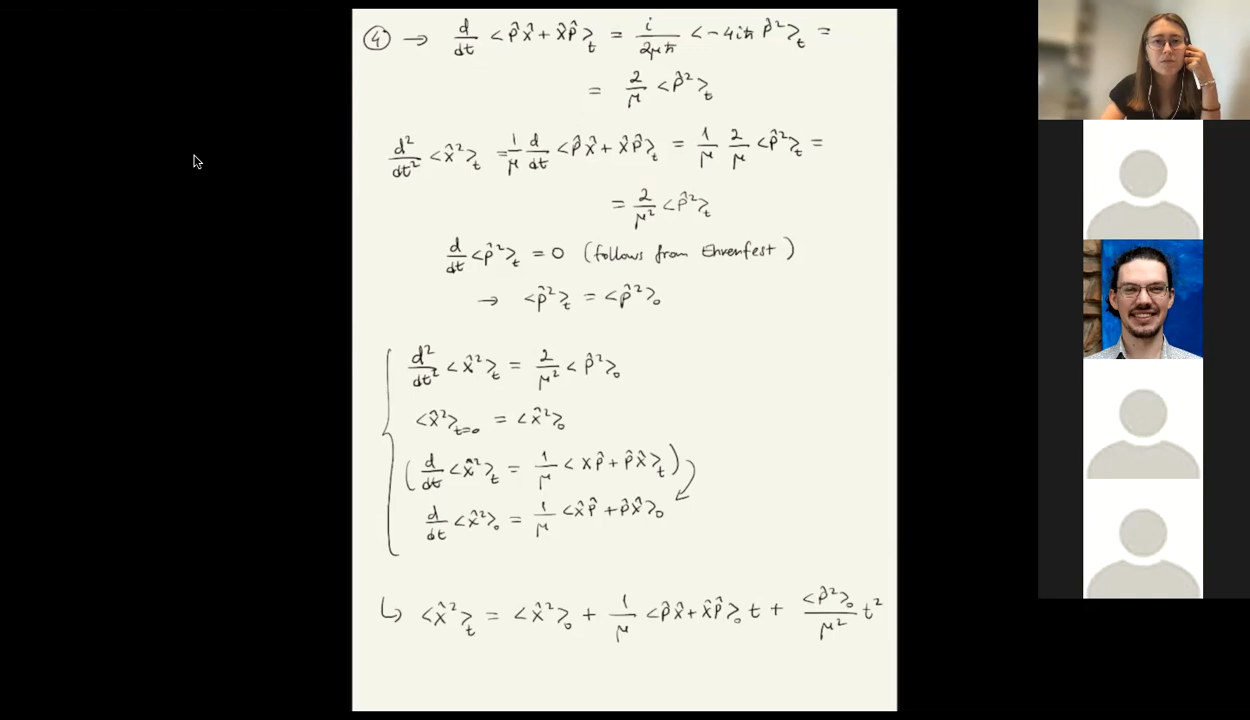 ④ → d/dt <p̂x̂ + x̂p̂>_t = i/2μħ <-4iħ p̂²>_t =
= 2/μ <p̂²>_t
d²/dt² <x̂²>_t = 1/μ d/dt <p̂x̂ + x̂p̂>_t = 1/μ 2/μ <p̂²>_t =
= 2/μ² <p̂²>_t
d/dt <p̂²>_t = 0 (follows from Ehrenfest)
→ <p̂²>_t = <p̂²>_0
d²/dt² <x̂²>_t = 2/μ² <p̂²>_0
<x̂²>_t=0 = <x̂²>_0
(d/dt <x̂²>_t = 1/μ <xp̂ + p̂x̂>_t)
d/dt <x̂²>_0 = 1/μ <x̂p̂ + p̂x̂>_0
↳ <x̂²>_t = <x̂²>_0 + 1/μ <p̂x̂ + x̂p̂>_0 t + <p̂²>_0/μ² t²